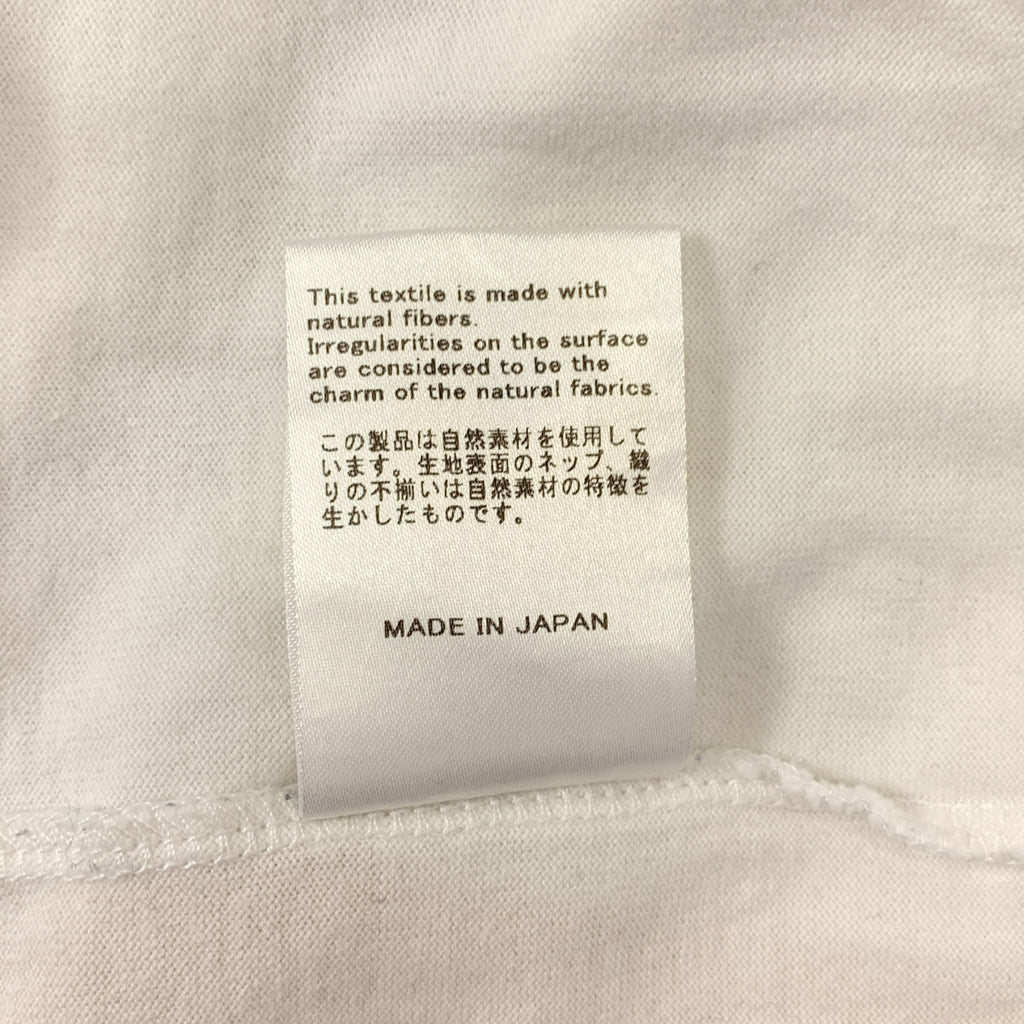 This textile is made with
natural fibers.
Irregularities on the surface
are considered to be the
charm of the natural fabrics.
この製品は自然素材を使用して
います。生地表面のネップ、織
りの不揃いは自然素材の特徴を
生かしたものです。
MADE IN JAPAN